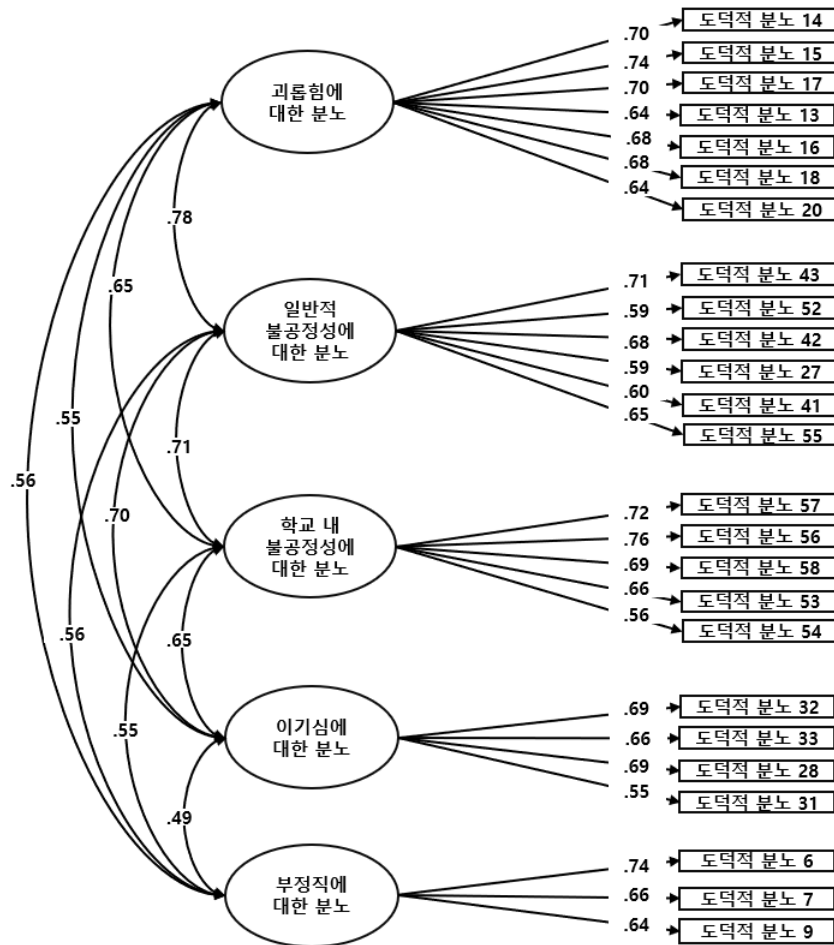 괴롭힘에
대한 분노
.70 도덕적 분노 14
.74 도덕적 분노 15
.70 도덕적 분노 17
.64 도덕적 분노 13
.68 도덕적 분노 16
.68 도덕적 분노 18
.64 도덕적 분노 20
.78
.65
일반적
불공정성에
대한 분노
.71 도덕적 분노 43
.59 도덕적 분노 52
.68 도덕적 분노 42
.59 도덕적 분노 27
.60 도덕적 분노 41
.65 도덕적 분노 55
.55
.71
.56
.70
학교 내
불공정성에
대한 분노
.72 도덕적 분노 57
.76 도덕적 분노 56
.69 도덕적 분노 58
.66 도덕적 분노 53
.56 도덕적 분노 54
.56
.65
.55
이기심에
대한 분노
.69 도덕적 분노 32
.66 도덕적 분노 33
.69 도덕적 분노 28
.55 도덕적 분노 31
.49
부정직에
대한 분노
.74 도덕적 분노 6
.66 도덕적 분노 7
.64 도덕적 분노 9